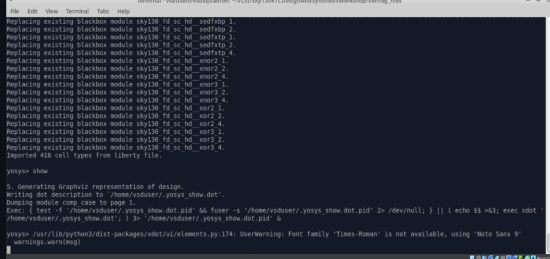 File Edit View Terminal Tabs Help
Replacing existing blackbox module sky130_fd_sc_hd__sedfxbp_1.
Replacing existing blackbox module sky130_fd_sc_hd__sedfxbp_2.
Replacing existing blackbox module sky130_fd_sc_hd__sedfxtp_1.
Replacing existing blackbox module sky130_fd_sc_hd__sedfxtp_2.
Replacing existing blackbox module sky130_fd_sc_hd__sedfxtp_4.
Replacing existing blackbox module sky130_fd_sc_hd__xnor2_1.
Replacing existing blackbox module sky130_fd_sc_hd__xnor2_2.
Replacing existing blackbox module sky130_fd_sc_hd__xnor2_4.
Replacing existing blackbox module sky130_fd_sc_hd__xnor3_1.
Replacing existing blackbox module sky130_fd_sc_hd__xnor3_2.
Replacing existing blackbox module sky130_fd_sc_hd__xnor3_4.
Replacing existing blackbox module sky130_fd_sc_hd__xor2_1.
Replacing existing blackbox module sky130_fd_sc_hd__xor2_2.
Replacing existing blackbox module sky130_fd_sc_hd__xor2_4.
Replacing existing blackbox module sky130_fd_sc_hd__xor3_1.
Replacing existing blackbox module sky130_fd_sc_hd__xor3_2.
Replacing existing blackbox module sky130_fd_sc_hd__xor3_4.
Imported 418 cell types from liberty file.
yosys> show
5. Generating Graphviz representation of design.
Writing dot description to `/home/vsduser/.yosys_show.dot'.
Dumping module comp_case to page 1.
Exec: { test -f '/home/vsduser/.yosys_show.dot.pid' && fuser -s '/home/vsduser/.yosys_show.dot.pid' 2> /dev/null; } || ( echo $$ >&3; exec xdot '
/home/vsduser/.yosys_show.dot'; ) 3> '/home/vsduser/.yosys_show.dot.pid' &
yosys> /usr/lib/python3/dist-packages/xdot/ui/elements.py:174: UserWarning: Font family 'Times-Roman' is not available, using 'Noto Sans 9'
warnings.warn(msg)